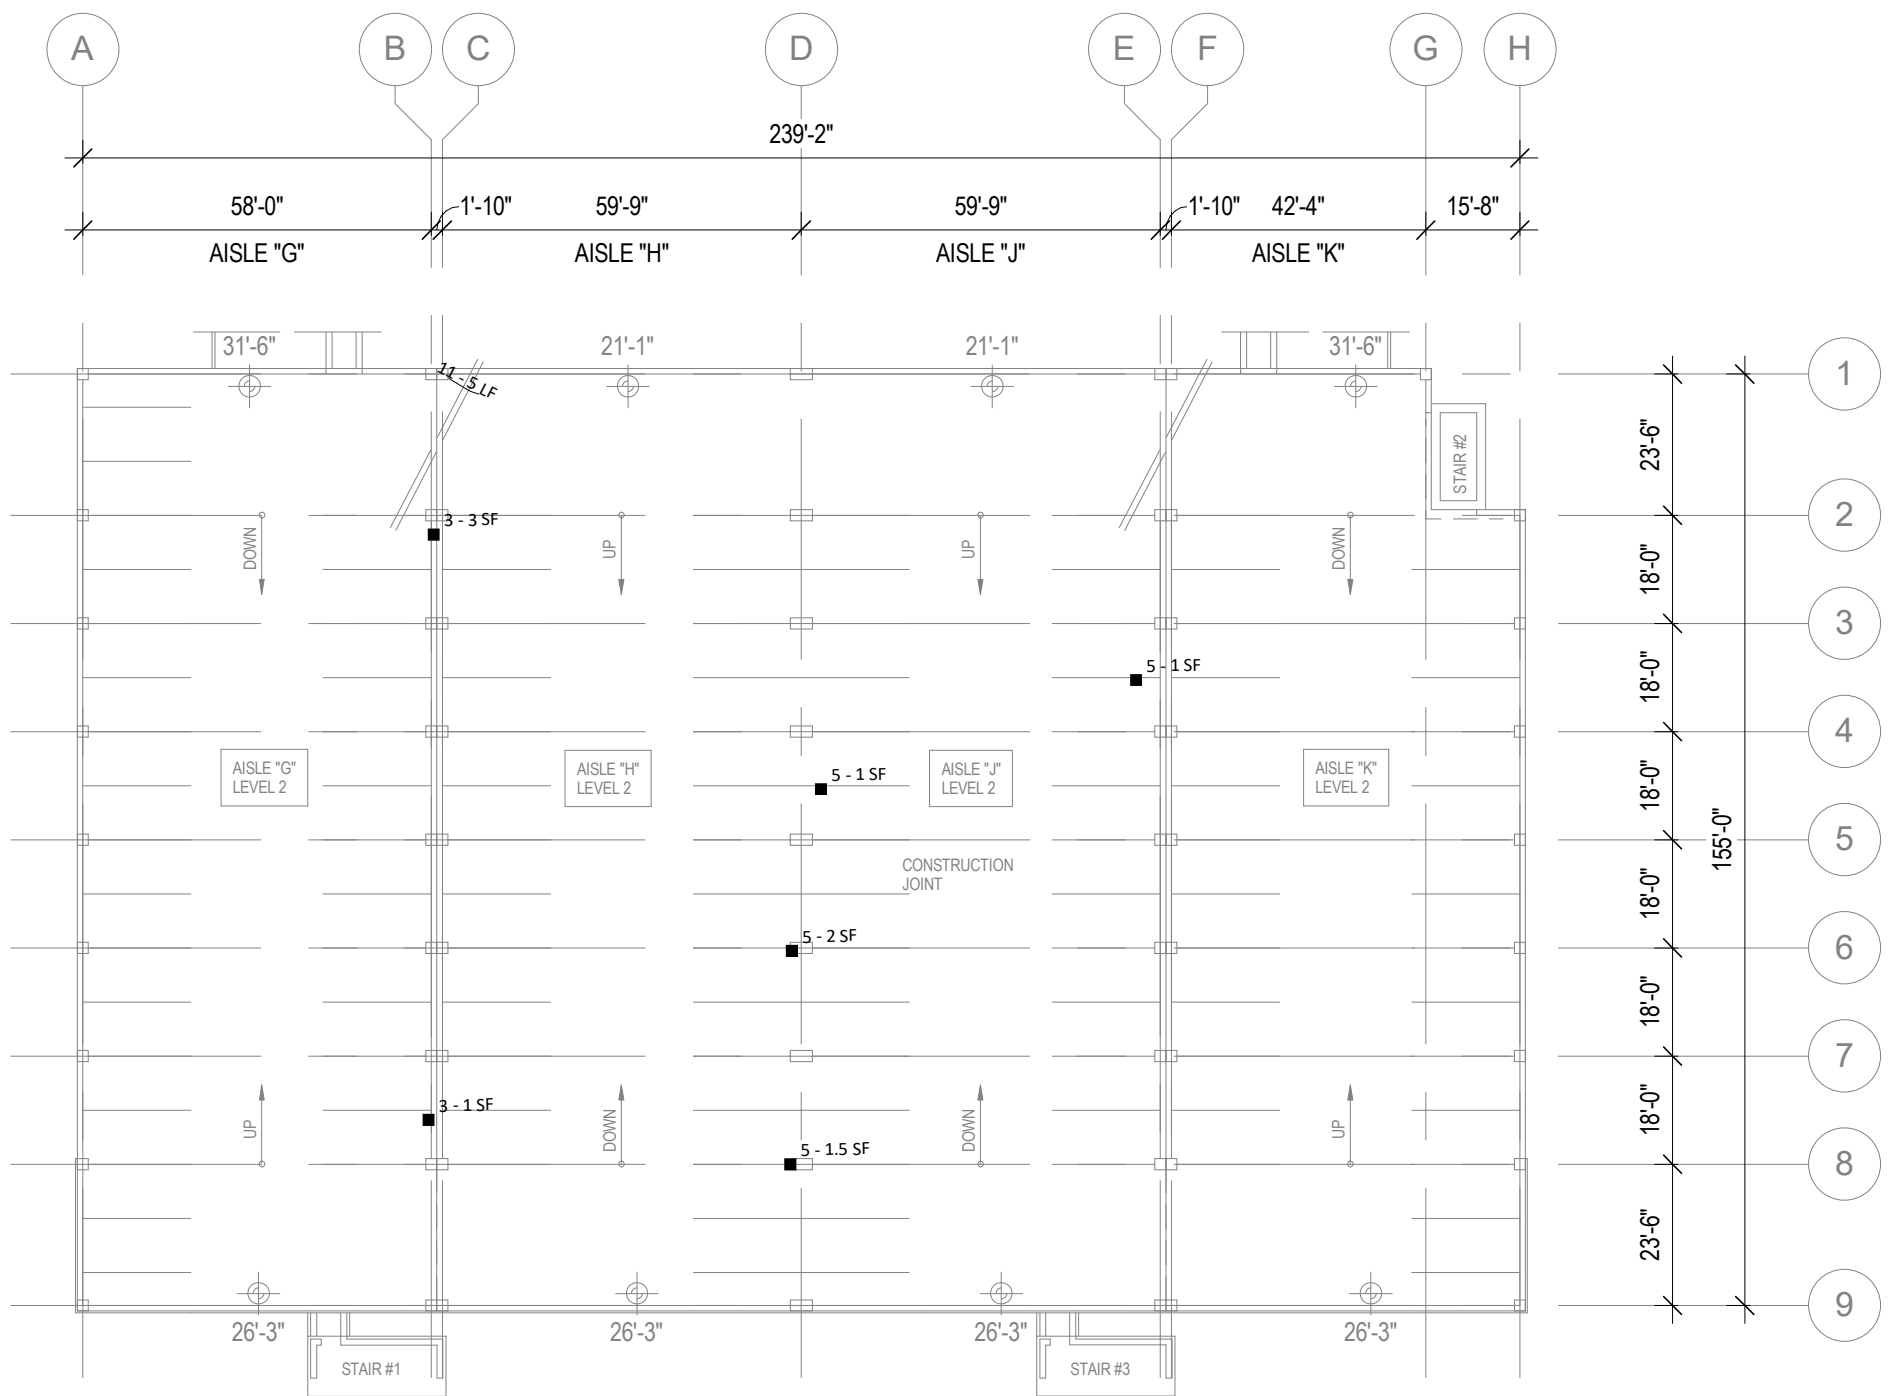 A B C D E F G H
239'-2"
58'-0" 1'-10" 59'-9" 59'-9" 1'-10" 42'-4" 15'-8"
AISLE "G" AISLE "H" AISLE "J" AISLE "K"
31'-6" 21'-1" 21'-1" 31'-6"
1
11 - 5 LF
23'-6"
STAIR #2
3 - 3 SF
2
DOWN UP UP DOWN
18'-0"
3
5 - 1 SF
18'-0"
4
AISLE "G"
LEVEL 2
AISLE "H"
LEVEL 2
5 - 1 SF
AISLE "J"
LEVEL 2
AISLE "K"
LEVEL 2
18'-0"
155'-0"
5
CONSTRUCTION
JOINT
18'-0"
5 - 2 SF
6
18'-0"
7
3 - 1 SF
UP DOWN DOWN UP
18'-0"
5 - 1.5 SF
8
23'-6"
9
26'-3" 26'-3" 26'-3" 26'-3"
STAIR #1 STAIR #3